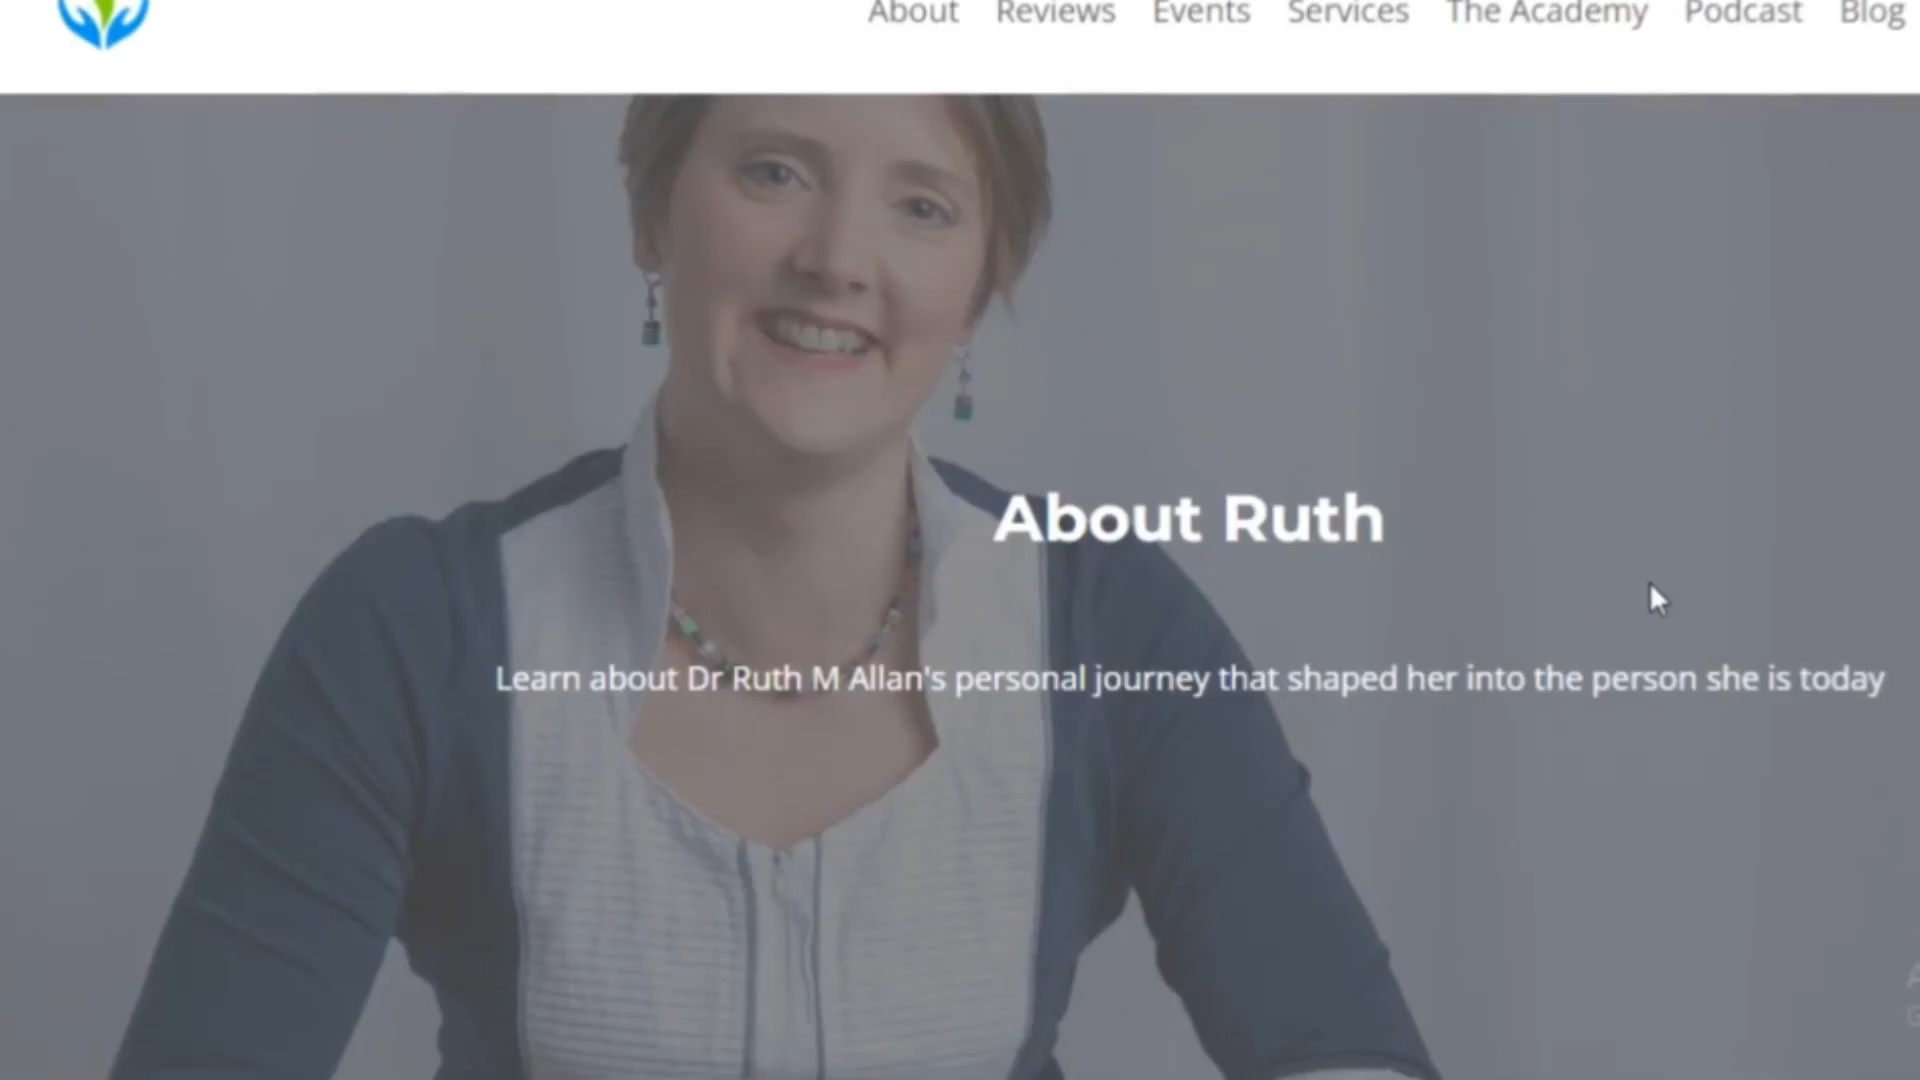 About Reviews Events Services The Academy Podcast Blog
About Ruth
Learn about Dr Ruth M Allan's personal journey that shaped her into the person she is today